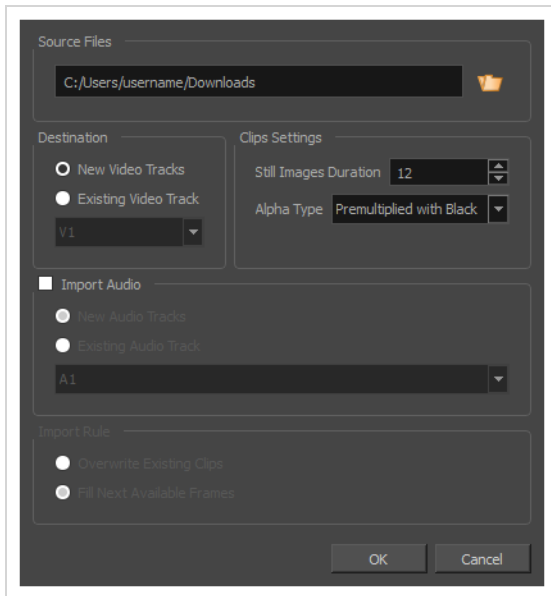 Source Files
C:/Users/username/Downloads
Destination
New Video Tracks
Existing Video Track
V1
Clips Settings
Still Images Duration 12
Alpha Type Premultiplied with Black
Import Audio
New Audio Tracks
Existing Audio Track
A1
Import Rule
Overwrite Existing Clips
Fill Next Available Frames
OK Cancel